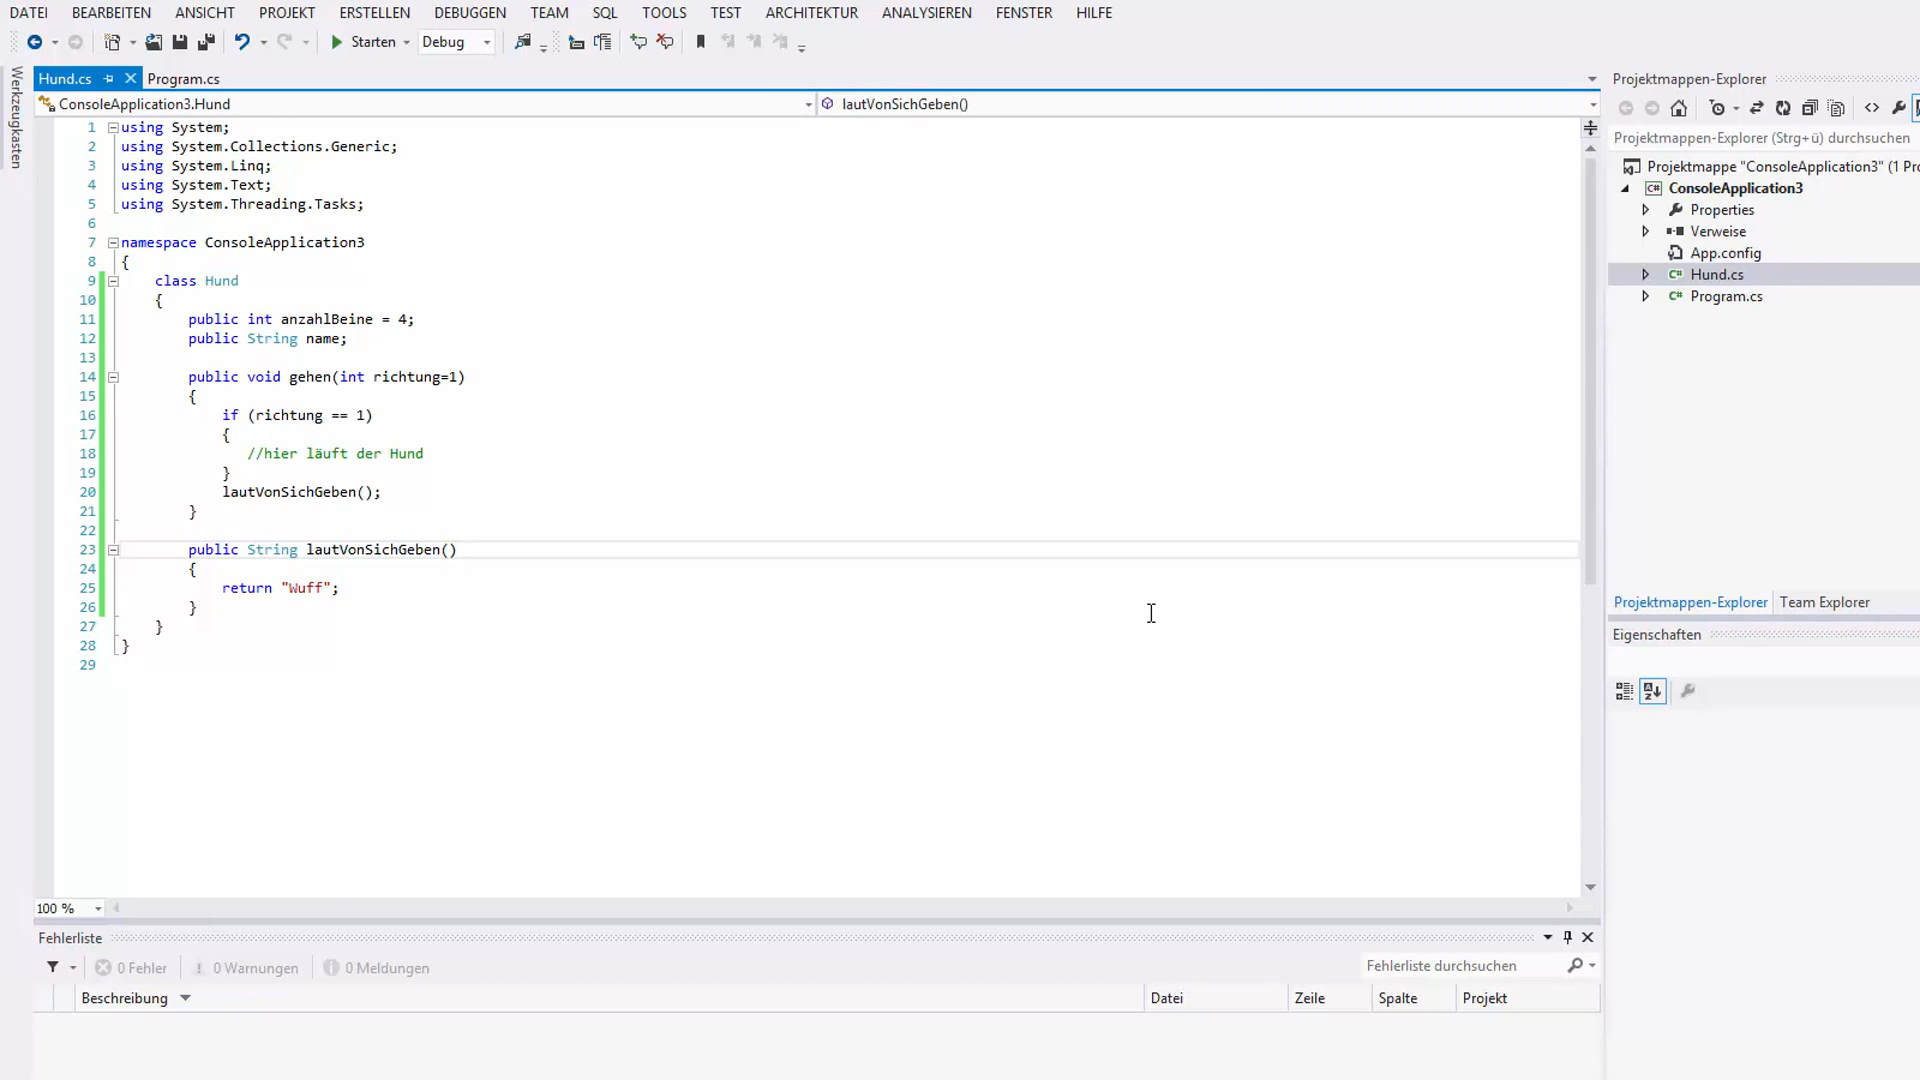 DATEI BEARBEITEN ANSICHT PROJEKT ERSTELLEN DEBUGGEN TEAM SQL TOOLS TEST ARCHITEKTUR ANALYSIEREN FENSTER HILFE
Starten Debug
Werkzeugkasten
Hund.cs Program.cs
ConsoleApplication3.Hund lautVonSichGeben()
1 using System;
2 using System.Collections.Generic;
3 using System.Linq;
4 using System.Text;
5 using System.Threading.Tasks;
6
7 namespace ConsoleApplication3
8 {
9 class Hund
10 {
11 public int anzahlBeine = 4;
12 public String name;
13
14 public void gehen(int richtung=1)
15 {
16 if (richtung == 1)
17 {
18 //hier läuft der Hund
19 }
20 lautVonSichGeben();
21 }
22
23 public String lautVonSichGeben()
24 {
25 return "Wuff";
26 }
27 }
28 }
29
100 %
Projektmappen-Explorer
Projektmappen-Explorer (Strg+ü) durchsuchen
Projektmappe "ConsoleApplication3" (1 Pro
ConsoleApplication3
Properties
Verweise
App.config
Hund.cs
Program.cs
Projektmappen-Explorer Team Explorer
Eigenschaften
Fehlerliste
0 Fehler 0 Warnungen 0 Meldungen Fehlerliste durchsuchen
Beschreibung Datei Zeile Spalte Projekt